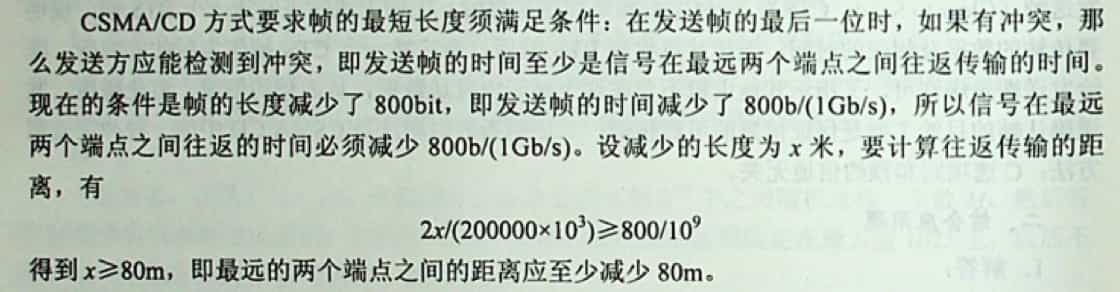 CSMA/CD 方式要求帧的最短长度须满足条件：在发送帧的最后一位时，如果有冲突，那
么发送方应能检测到冲突，即发送帧的时间至少是信号在最远两个端点之间往返传输的时间。
现在的条件是帧的长度减少了 800bit，即发送帧的时间减少了 800b/(1Gb/s)，所以信号在最远
两个端点之间往返的时间必须减少 800b/(1Gb/s)。设减少的长度为 x 米，要计算往返传输的距
离，有
2x/(200000×10³)≥800/10⁹
得到 x≥80m，即最远的两个端点之间的距离应至少减少 80m。